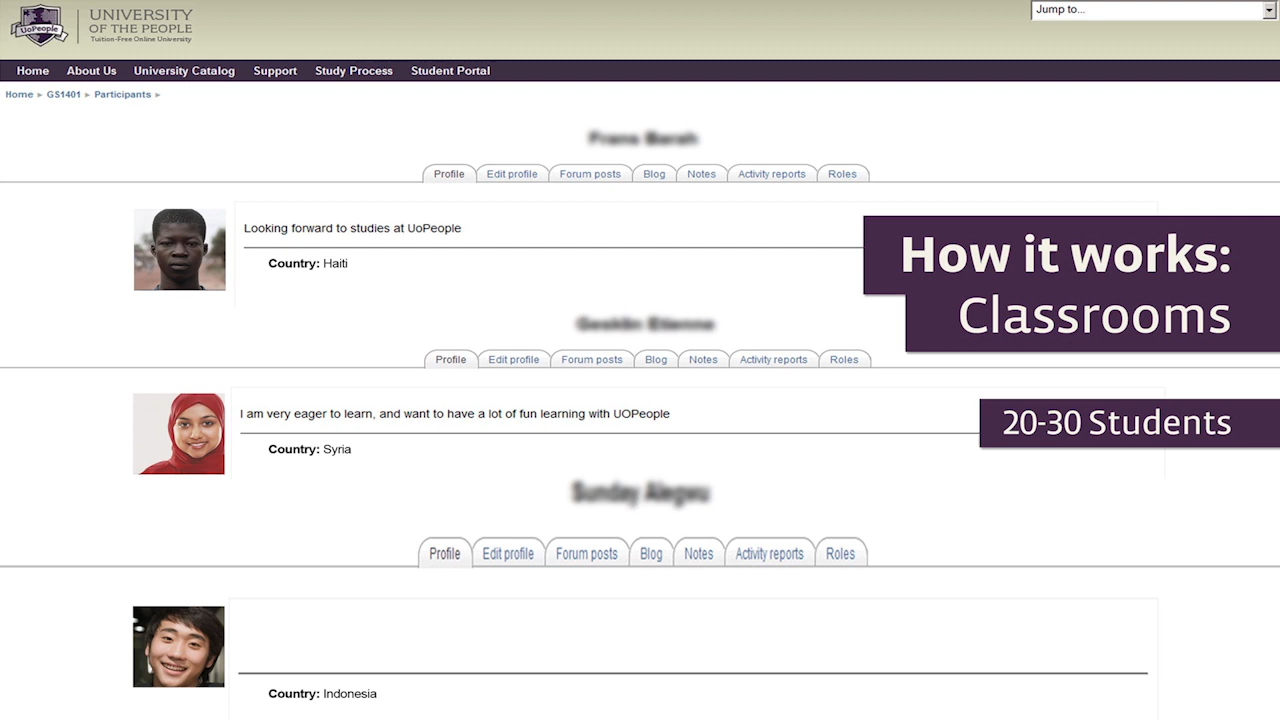 UoPeople
UNIVERSITY
OF THE PEOPLE
Tuition-Free Online University
Jump to...
Home About Us University Catalog Support Study Process Student Portal
Home ► GS1401 ► Participants ►
Profile Edit profile Forum posts Blog Notes Activity reports Roles
Looking forward to studies at UoPeople
Country: Haiti
How it works:
Classrooms
Profile Edit profile Forum posts Blog Notes Activity reports Roles
I am very eager to learn, and want to have a lot of fun learning with UOPeople
20-30 Students
Country: Syria
Profile Edit profile Forum posts Blog Notes Activity reports Roles
Country: Indonesia